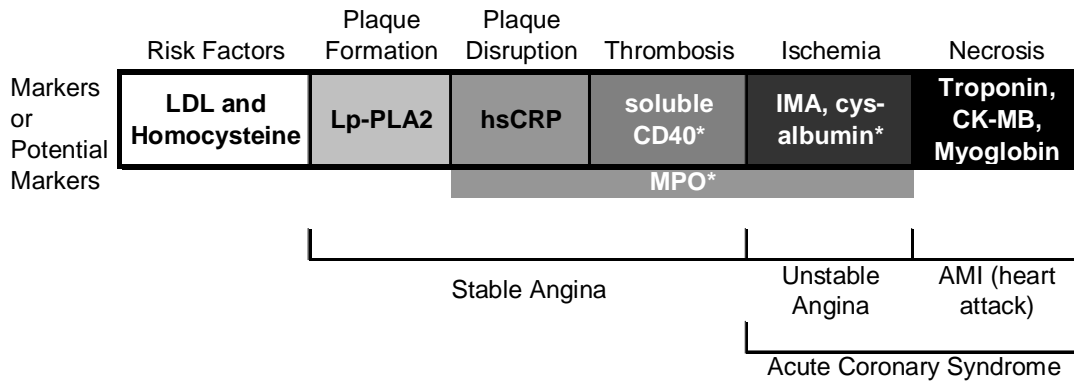 Plaque Plaque
Risk Factors Formation Disruption Thrombosis Ischemia Necrosis
Markers
or
Potential
Markers
LDL and
Homocysteine
Lp-PLA2
hsCRP
soluble
CD40*
IMA, cys-
albumin*
Troponin,
CK-MB,
Myoglobin
MPO*
Stable Angina
Unstable
Angina
AMI (heart
attack)
Acute Coronary Syndrome